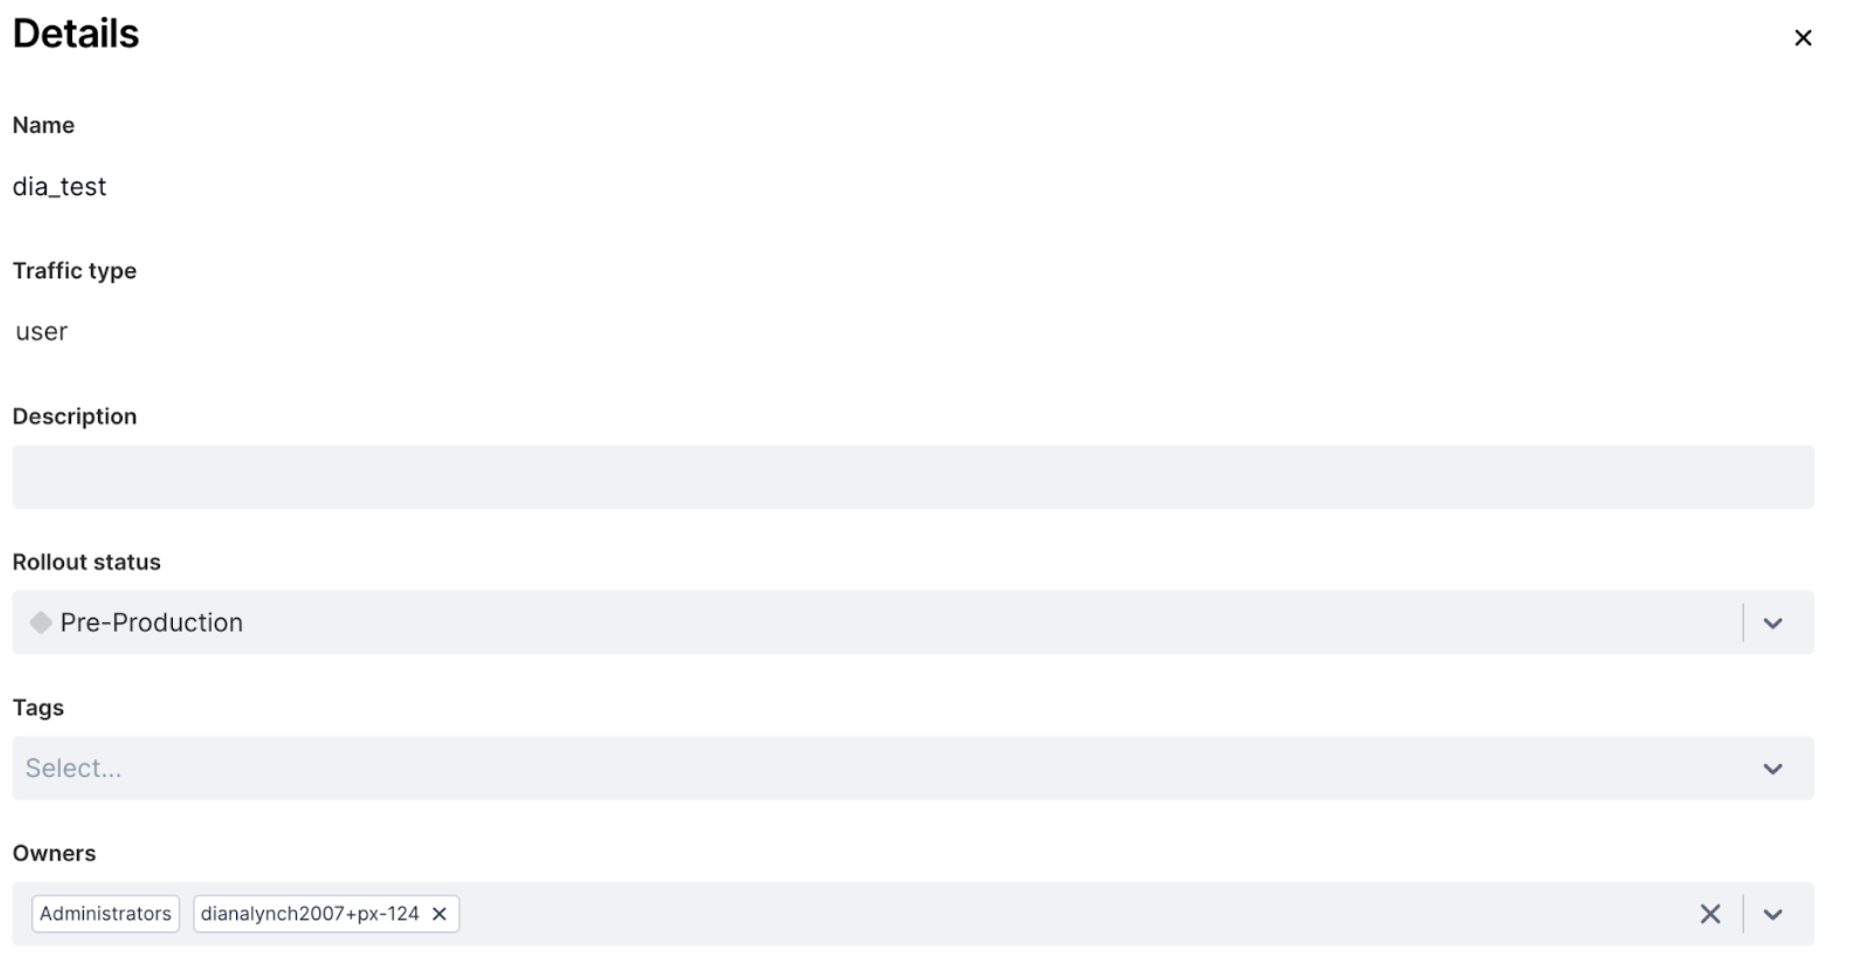 Details
Name
dia_test
Traffic type
user
Description
Rollout status
Pre-Production
Tags
Select...
Owners
Administrators dianalynch2007+px-124